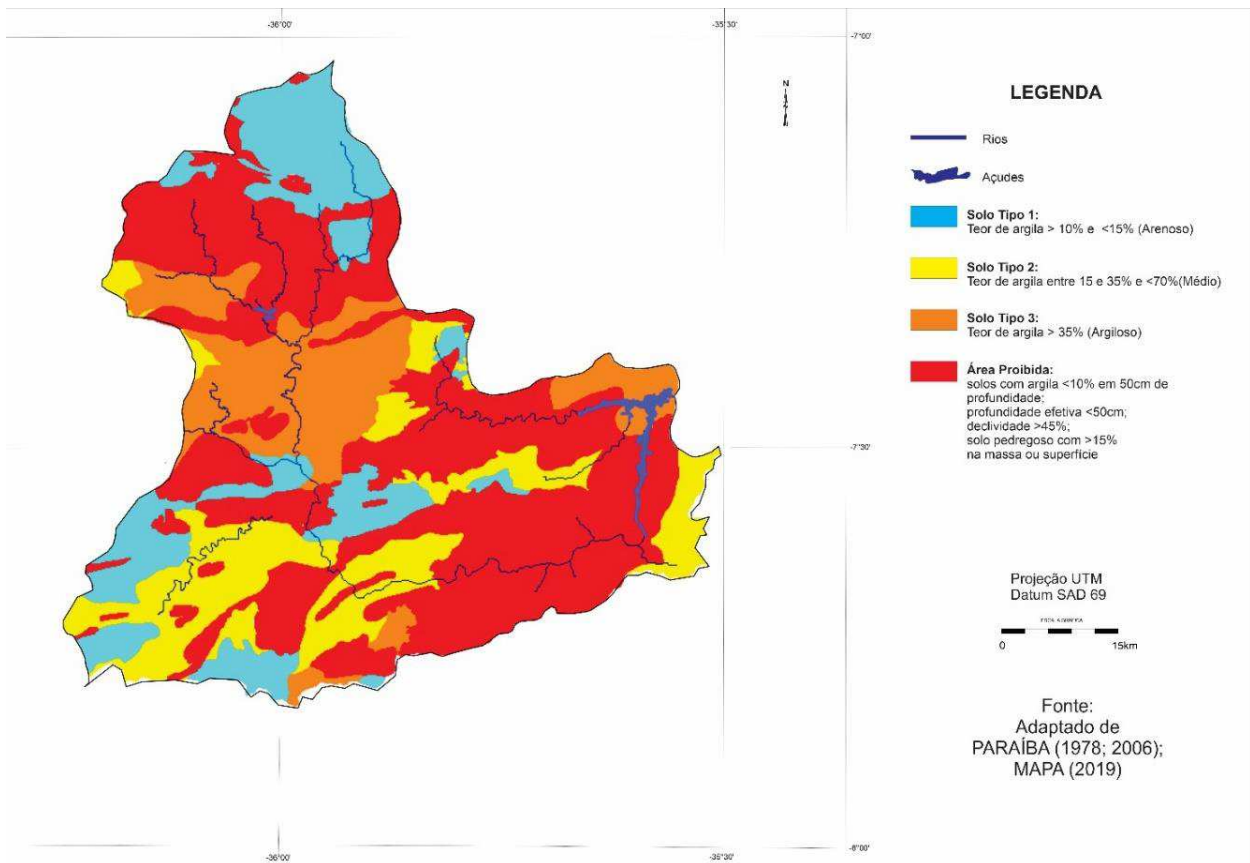 -36°00'
-35°30'
-7°00'
N
LEGENDA
Rios
Açudes
Solo Tipo 1:
Teor de argila > 10% e <15% (Arenoso)
Solo Tipo 2:
Teor de argila entre 15 e 35% e <70%(Médio)
Solo Tipo 3:
Teor de argila > 35% (Argiloso)
Área Proibida:
solos com argila <10% em 50cm de
profundidade;
profundidade efetiva <50cm;
declividade >45%;
solo pedregoso com >15%
na massa ou superfície
-7°30'
Projeção UTM
Datum SAD 69
0 15km
Fonte:
Adaptado de
PARAÍBA (1978; 2006);
MAPA (2019)
-36°00'
-35°30'
-8°00'